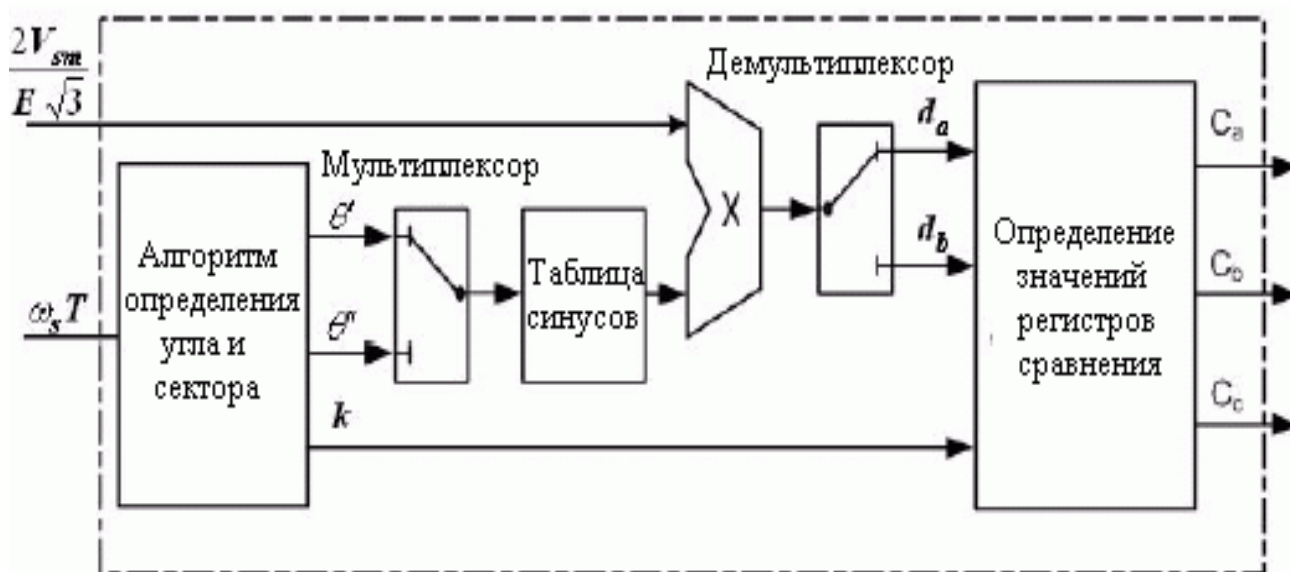 2V_sm
E √3
Демультиплексор
d_a
C_a
Мультиплексор
θ'
X
Алгоритм
определения
угла и
сектора
Таблица
синусов
d_b
Определение
значений
регистров
сравнения
C_b
ω_s T
θ"
C_c
k